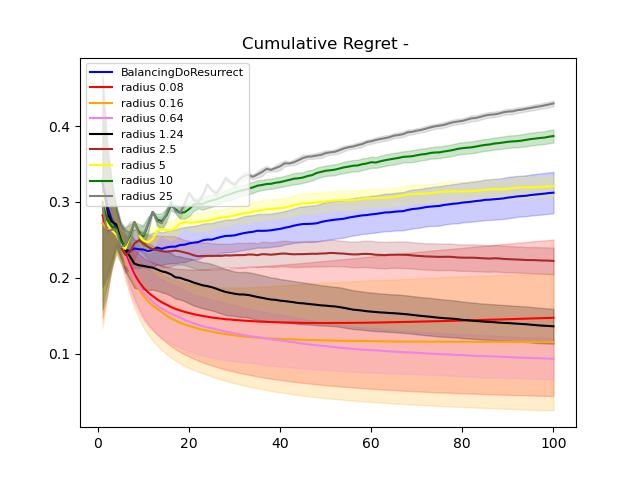 Cumulative Regret -
BalancingDoResurrect
radius 0.08
radius 0.16
radius 0.64
radius 1.24
radius 2.5
radius 5
radius 10
radius 25
0.4
0.3
0.2
0.1
0 20 40 60 80 100